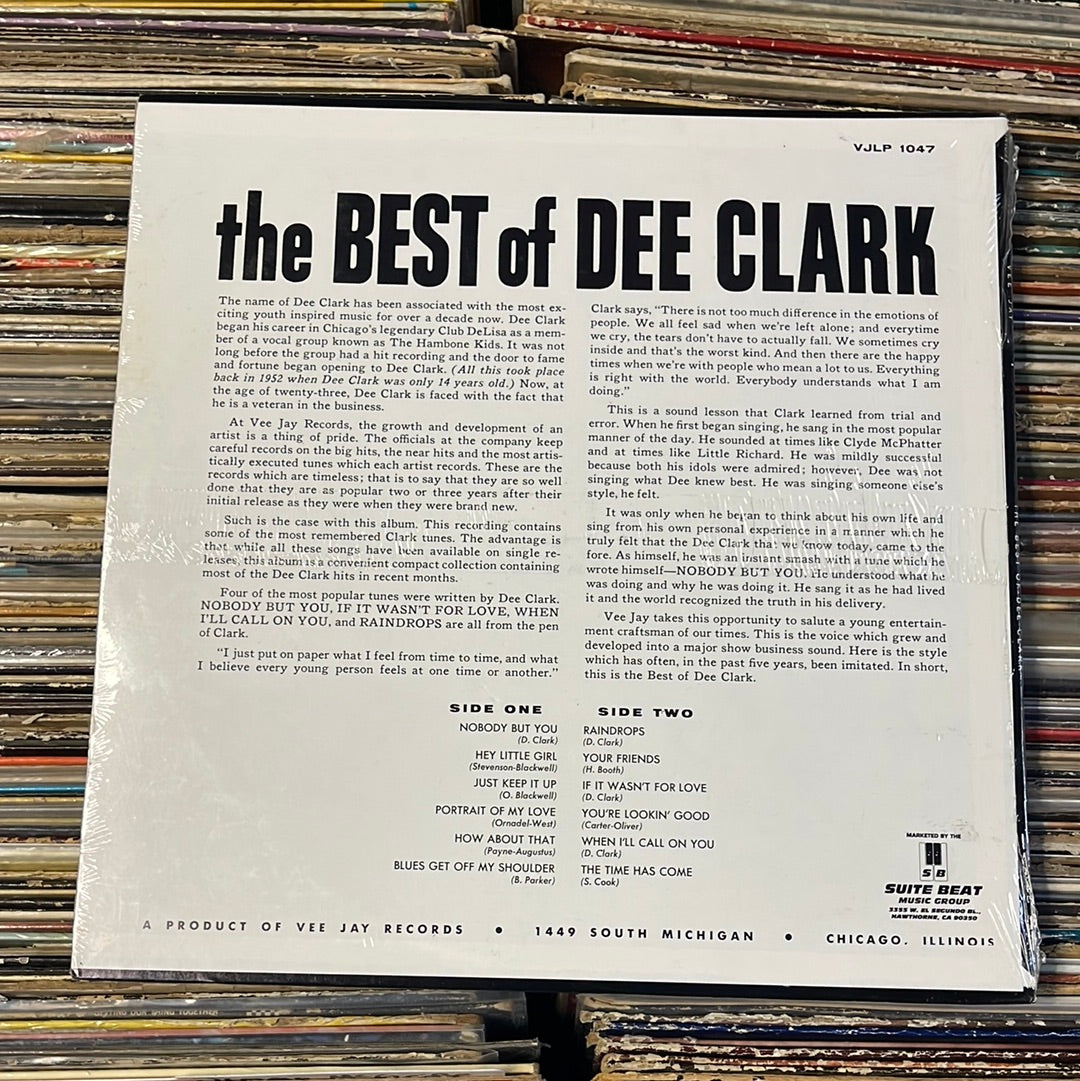 VJLP 1047
the BEST of DEE CLARK
The name of Dee Clark has been associated with the most ex-
citing youth inspired music for over a decade now. Dee Clark
began his career in Chicago's legendary Club DeLisa as a mem-
ber of a vocal group known as The Hambone Kids. It was not
long before the group had a hit recording and the door to fame
and fortune began opening to Dee Clark. (All this took place
back in 1952 when Dee Clark was only 14 years old.) Now, at
the age of twenty-three, Dee Clark is faced with the fact that
he is a veteran in the business.
At Vee Jay Records, the growth and development of an
artist is a thing of pride. The officials at the company keep
careful records on the big hits, the near hits and the most artis-
tically executed tunes which each artist records. These are the
records which are timeless; that is to say that they are so well
done that they are as popular two or three years after their
initial release as they were when they were brand new.
Such is the case with this album. This recording contains
some of the most remembered Clark tunes. The advantage is
that while all these songs have been available on single re-
leases, this album is a convenient compact collection containing
most of the Dee Clark hits in recent months.
Four of the most popular tunes were written by Dee Clark.
NOBODY BUT YOU, IF IT WASN'T FOR LOVE, WHEN
I'LL CALL ON YOU, and RAINDROPS are all from the pen
of Clark.
"I just put on paper what I feel from time to time, and what
I believe every young person feels at one time or another."
Clark says, "There is not too much difference in the emotions of
people. We all feel sad when we're left alone; and everytime
we cry, the tears don't have to actually fall. We sometimes cry
inside and that's the worst kind. And then there are the happy
times when we're with people who mean a lot to us. Everything
is right with the world. Everybody understands what I am
doing."
This is a sound lesson that Clark learned from trial and
error. When he first began singing, he sang in the most popular
manner of the day. He sounded at times like Clyde McPhatter
and at times like Little Richard. He was mildly successful
because both his idols were admired; however, Dee was not
singing what Dee knew best. He was singing someone else's
style, he felt.
It was only when he began to think about his own life and
sing from his own personal experience in the manner which he
truly felt that the Dee Clark that we know today, came to the
fore. As himself, he was an instant smash with a tune which he
wrote himself—NOBODY BUT YOU. He understood what he
was doing and why he was doing it. He sang it as he had lived
it and the world recognized the truth in his delivery.
Vee Jay takes this opportunity to salute a young entertain-
ment craftsman of our times. This is the voice which grew and
developed into a major show business sound. Here is the style
which has often, in the past five years, been imitated. In short,
this is the Best of Dee Clark.
SIDE ONE
NOBODY BUT YOU
(D. Clark)
HEY LITTLE GIRL
(Stevenson-Blackwell)
JUST KEEP IT UP
(O. Blackwell)
PORTRAIT OF MY LOVE
(Ornadel-West)
HOW ABOUT THAT
(Payne-Augustus)
BLUES GET OFF MY SHOULDER
(B. Parker)
SIDE TWO
RAINDROPS
(D. Clark)
YOUR FRIENDS
(H. Booth)
IF IT WASN'T FOR LOVE
(D. Clark)
YOU'RE LOOKIN' GOOD
(Carter-Oliver)
WHEN I'LL CALL ON YOU
(D. Clark)
THE TIME HAS COME
(S. Cook)
MARKETED BY THE
S B
SUITE BEAT
MUSIC GROUP
3355 W. EL SEGUNDO BL.,
HAWTHORNE, CA 90250
A PRODUCT OF VEE JAY RECORDS • 1449 SOUTH MICHIGAN • CHICAGO, ILLINOIS